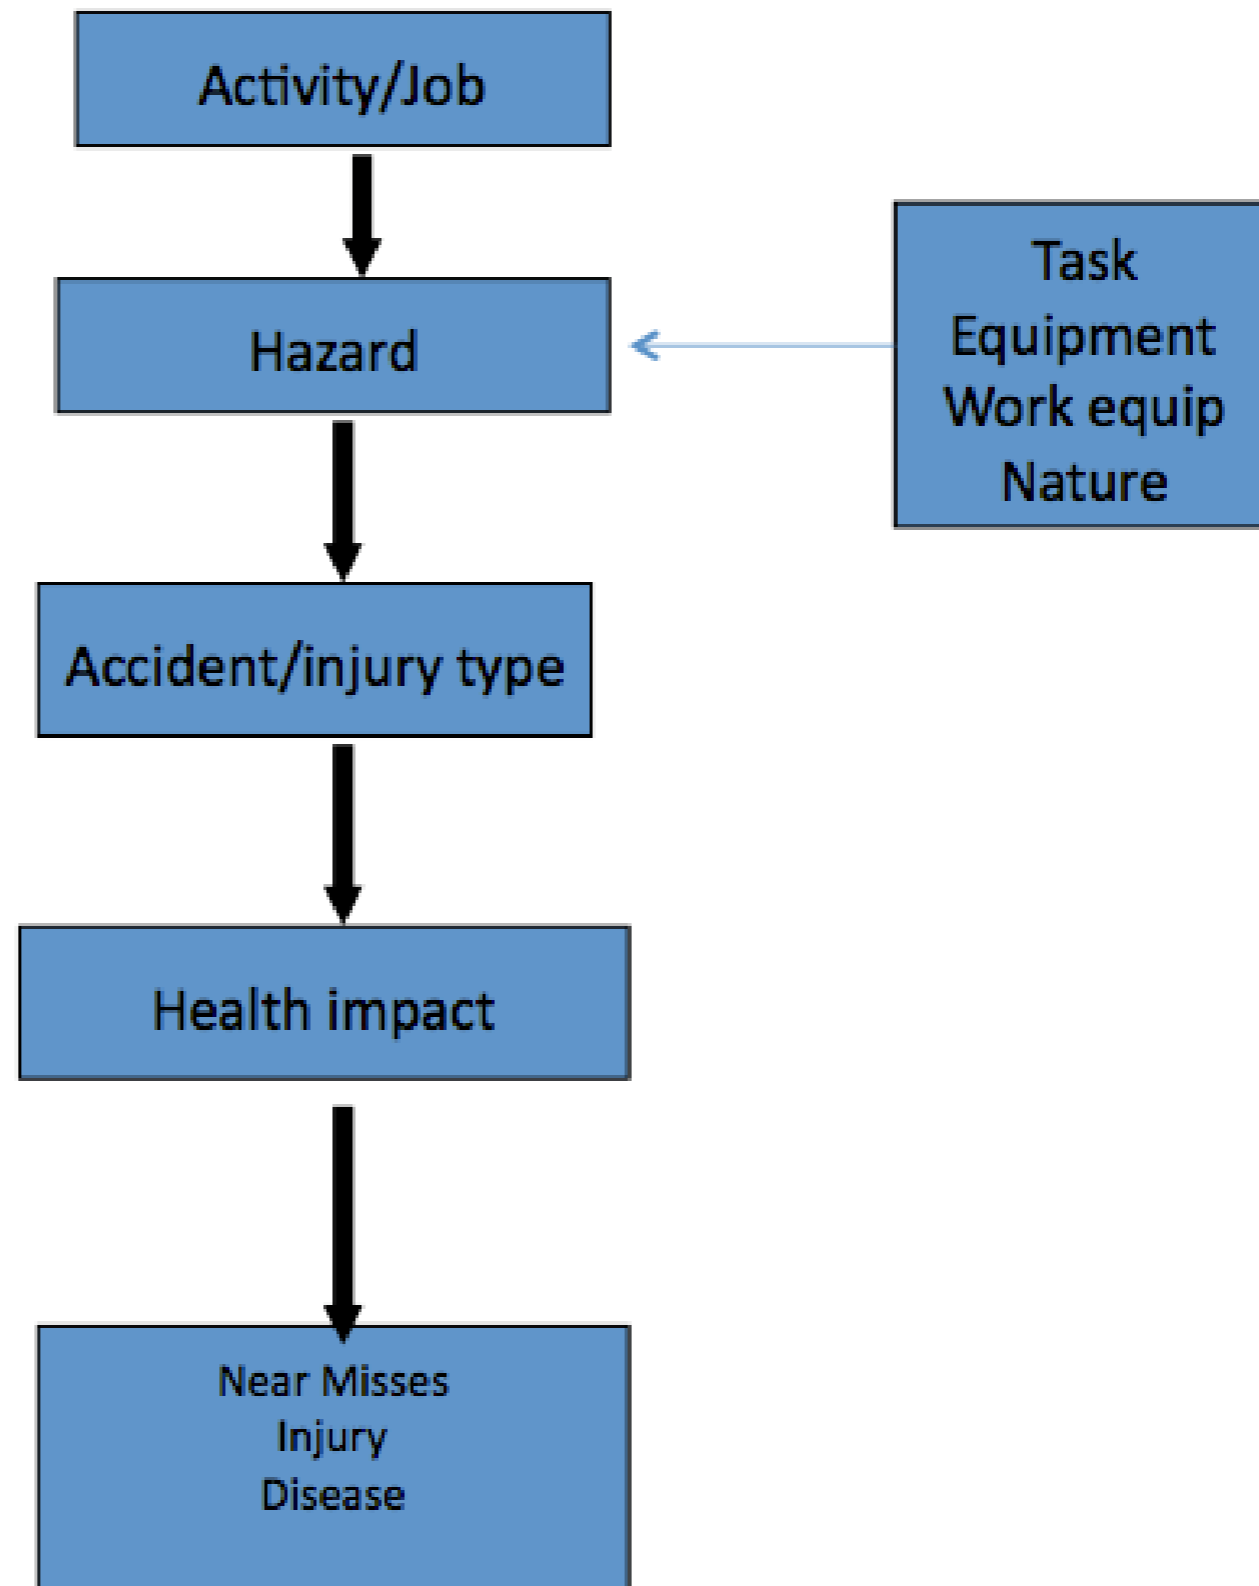 Activity/Job
Hazard
Task
Equipment
Work equip
Nature
Accident/injury type
Health impact
Near Misses
Injury
Disease